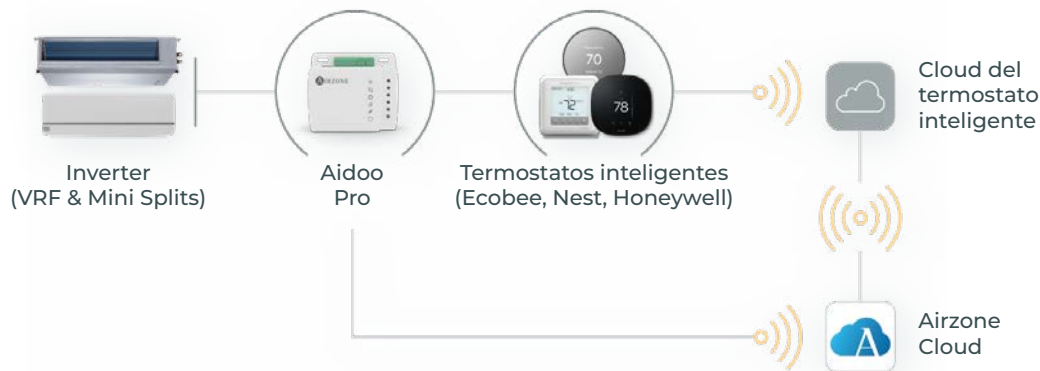 AIRZONE
70
72
78
A
Inverter
(VRF & Mini Splits)
Aidoo
Pro
Termostatos inteligentes
(Ecobee, Nest, Honeywell)
Cloud del
termostato
inteligente
Airzone
Cloud